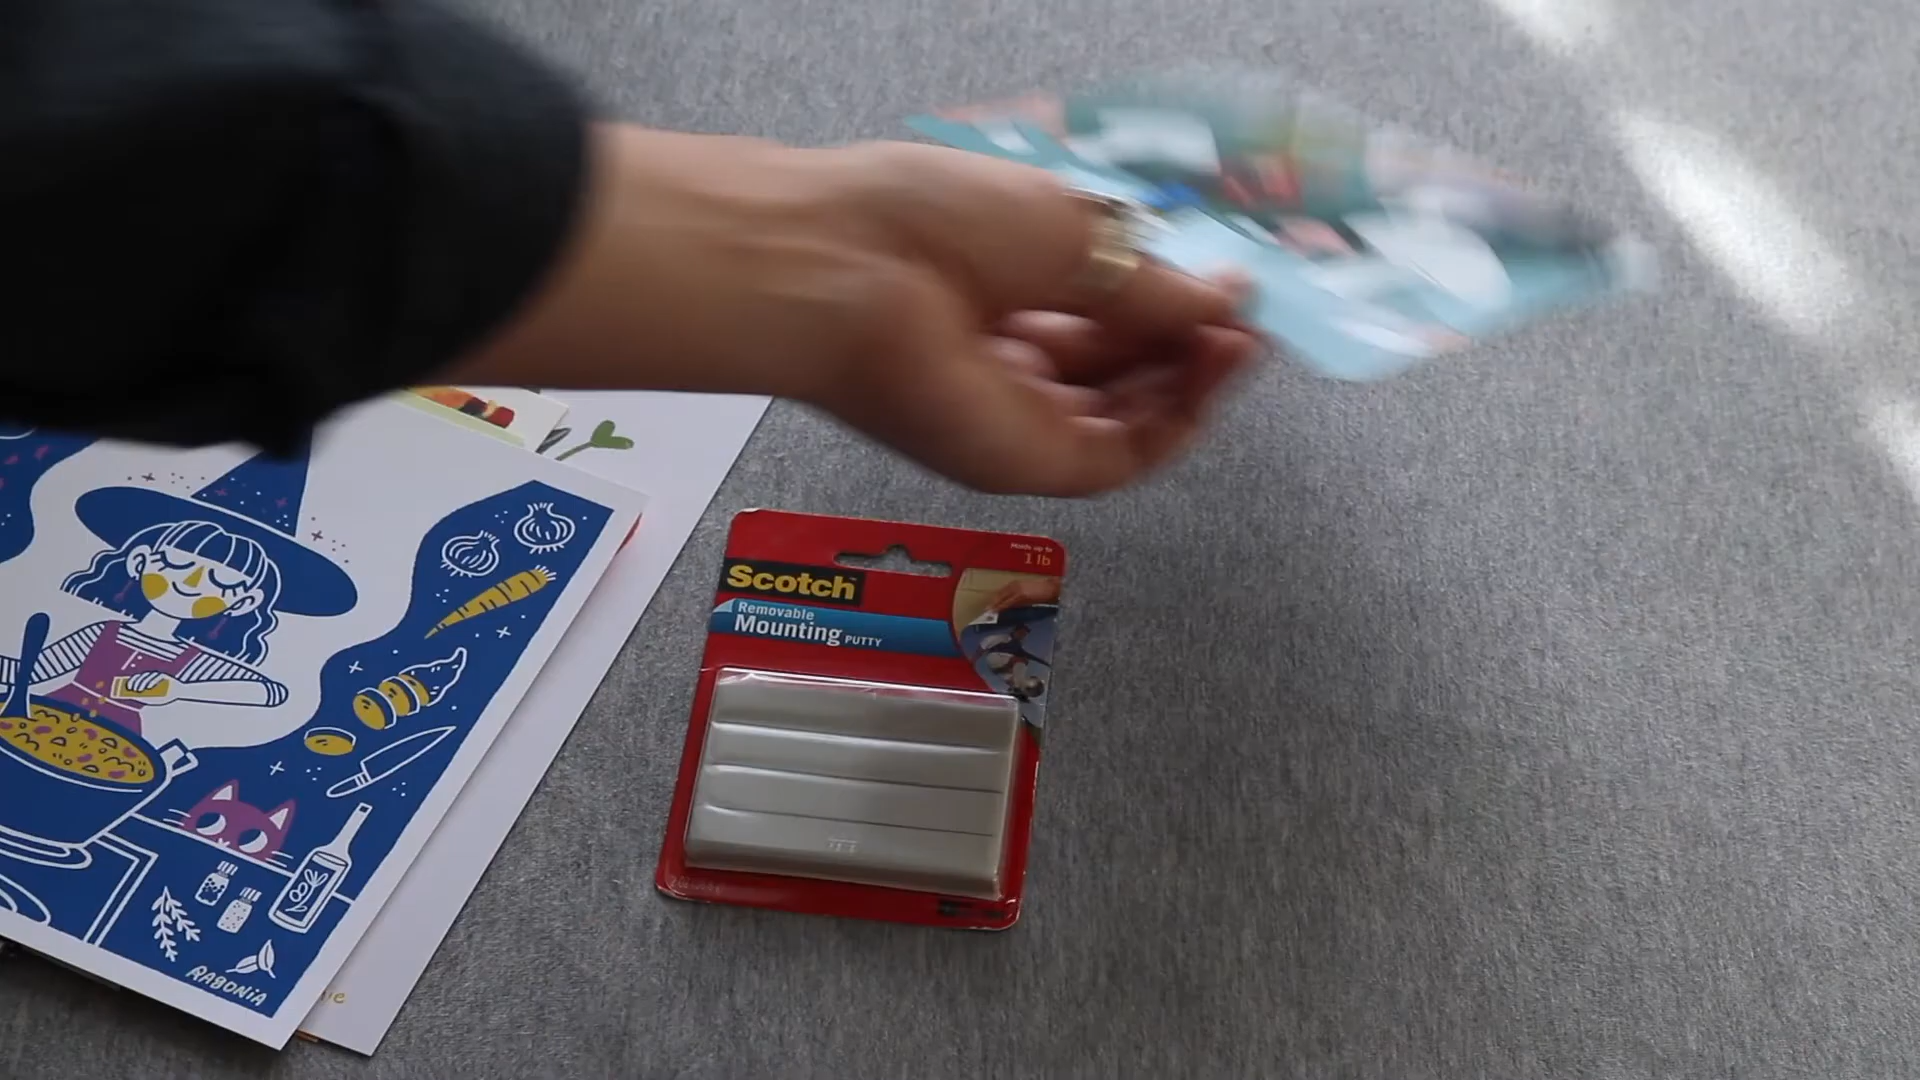 Holds up to
1 lb
Scotch
Removable
Mounting PUTTY
RABONIA